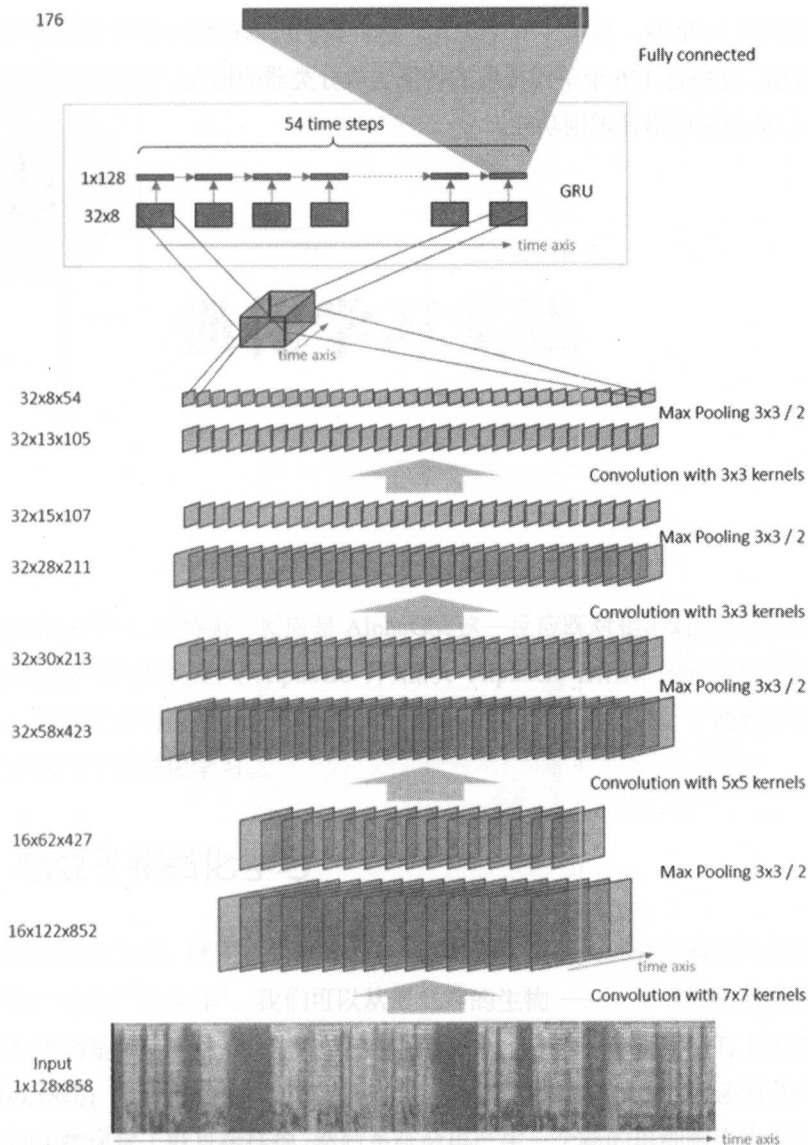 176
Fully connected
54 time steps
1x128
GRU
32x8
time axis
time axis
32x8x54
Max Pooling 3x3 / 2
32x13x105
Convolution with 3x3 kernels
32x15x107
Max Pooling 3x3 / 2
32x28x211
Convolution with 3x3 kernels
32x30x213
Max Pooling 3x3 / 2
32x58x423
Convolution with 5x5 kernels
16x62x427
Max Pooling 3x3 / 2
16x122x852
time axis
Convolution with 7x7 kernels
Input
1x128x858
time axis